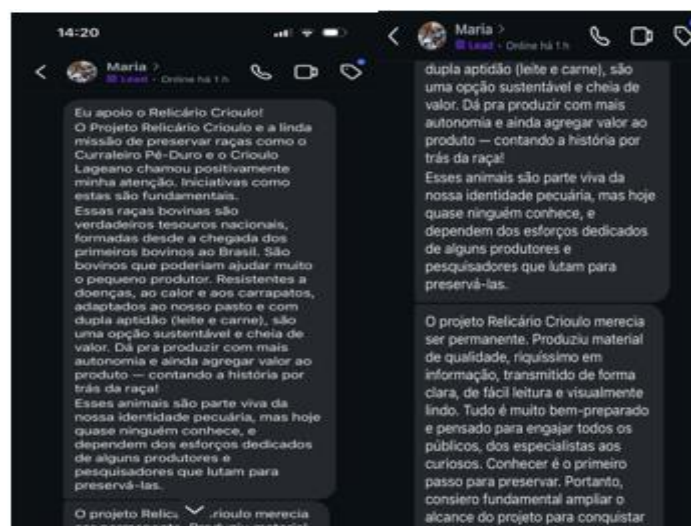 14:20
Maria >
Lead • Online há 1 h
Eu apoio o Relicário Crioulo!
O Projeto Relicário Crioulo e a linda
missão de preservar raças como o
Curraleiro Pé-Duro e o Crioulo
Lageano chamou positivamente
minha atenção. Iniciativas como
estas são fundamentais.
Essas raças bovinas são
verdadeiros tesouros nacionais,
formadas desde a chegada dos
primeiros bovinos ao Brasil. São
bovinos que poderiam ajudar muito
o pequeno produtor. Resistentes a
doenças, ao calor e aos carrapatos,
adaptados ao nosso pasto e com
dupla aptidão (leite e carne), são
uma opção sustentável e cheia de
valor. Dá pra produzir com mais
autonomia e ainda agregar valor ao
produto — contando a história por
trás da raça!
Esses animais são parte viva da
nossa identidade pecuária, mas hoje
quase ninguém conhece, e
dependem dos esforços dedicados
de alguns produtores e
pesquisadores que lutam para
preservá-las.
O projeto Relicá rioulo merecia
Maria >
Lead • Online há 1 h
dupla aptidão (leite e carne), são
uma opção sustentável e cheia de
valor. Dá pra produzir com mais
autonomia e ainda agregar valor ao
produto — contando a história por
trás da raça!
Esses animais são parte viva da
nossa identidade pecuária, mas hoje
quase ninguém conhece, e
dependem dos esforços dedicados
de alguns produtores e
pesquisadores que lutam para
preservá-las.
O projeto Relicário Crioulo merecia
ser permanente. Produziu material
de qualidade, riquíssimo em
informação, transmitido de forma
clara, de fácil leitura e visualmente
lindo. Tudo é muito bem-preparado
e pensado para engajar todos os
públicos, dos especialistas aos
curiosos. Conhecer é o primeiro
passo para preservar. Portanto,
consiero fundamental ampliar o
alcance do projeto para conquistar